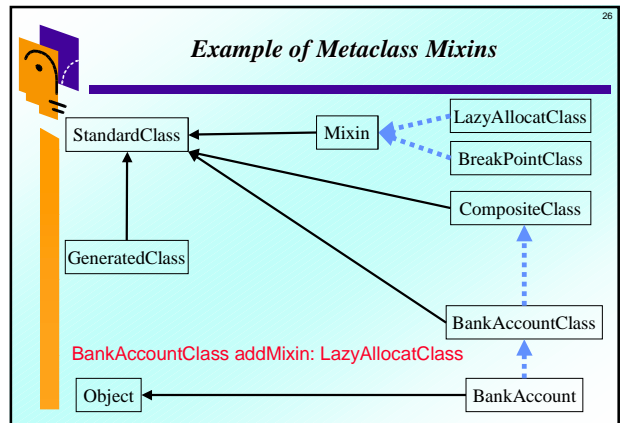 26
Example of Metaclass Mixins
LazyAllocatClass
StandardClass
Mixin
BreakPointClass
CompositeClass
GeneratedClass
BankAccountClass
BankAccountClass addMixin: LazyAllocatClass
Object
BankAccount